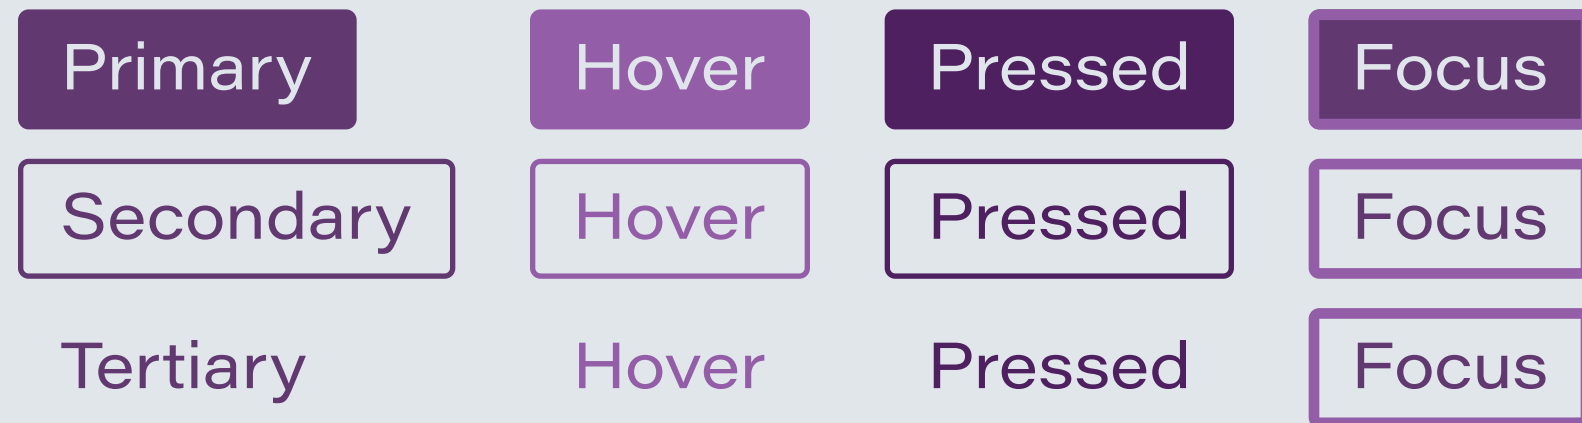 Primary Hover Pressed Focus
Secondary Hover Pressed Focus
Tertiary Hover Pressed Focus